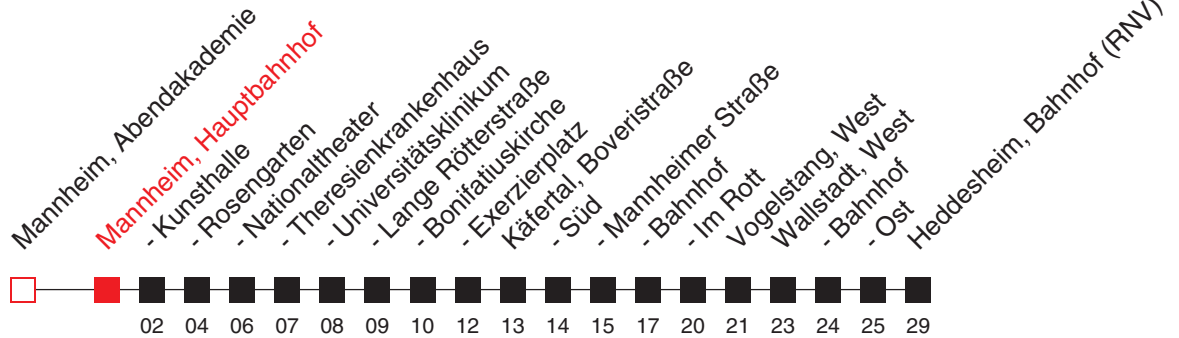 Mannheim, Abendakademie
Mannheim, Hauptbahnhof
- Kunsthalle
- Rosengarten
- Nationaltheater
- Theresienkrankenhaus
- Universitätsklinikum
- Lange Rötterstraße
- Bonifatiuskirche
- Exerzierplatz
Käfertal, Boveristraße
- Süd
- Mannheimer Straße
- Bahnhof
- Im Rott
Vogelstang, West
Wallstadt, West
- Bahnhof
- Ost
Heddesheim, Bahnhof (RNV)
02 04 06 07 08 09 10 12 13 14 15 17 20 21 23 24 25 29